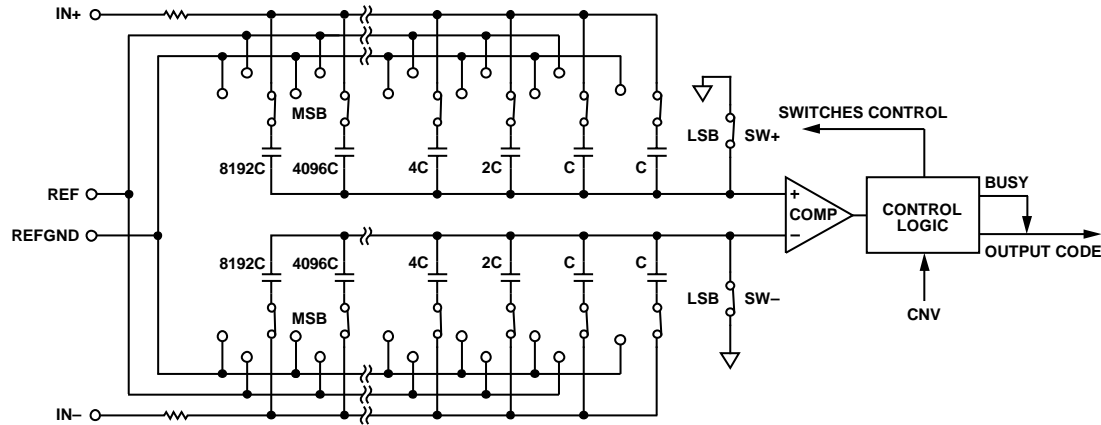 IN+
MSB
8192C 4096C 4C 2C C C
LSB SW+
SWITCHES CONTROL
REF
REFGND
+
COMP
−
CONTROL
LOGIC
BUSY
OUTPUT CODE
CNV
8192C 4096C 4C 2C C C
MSB
LSB SW−
IN−